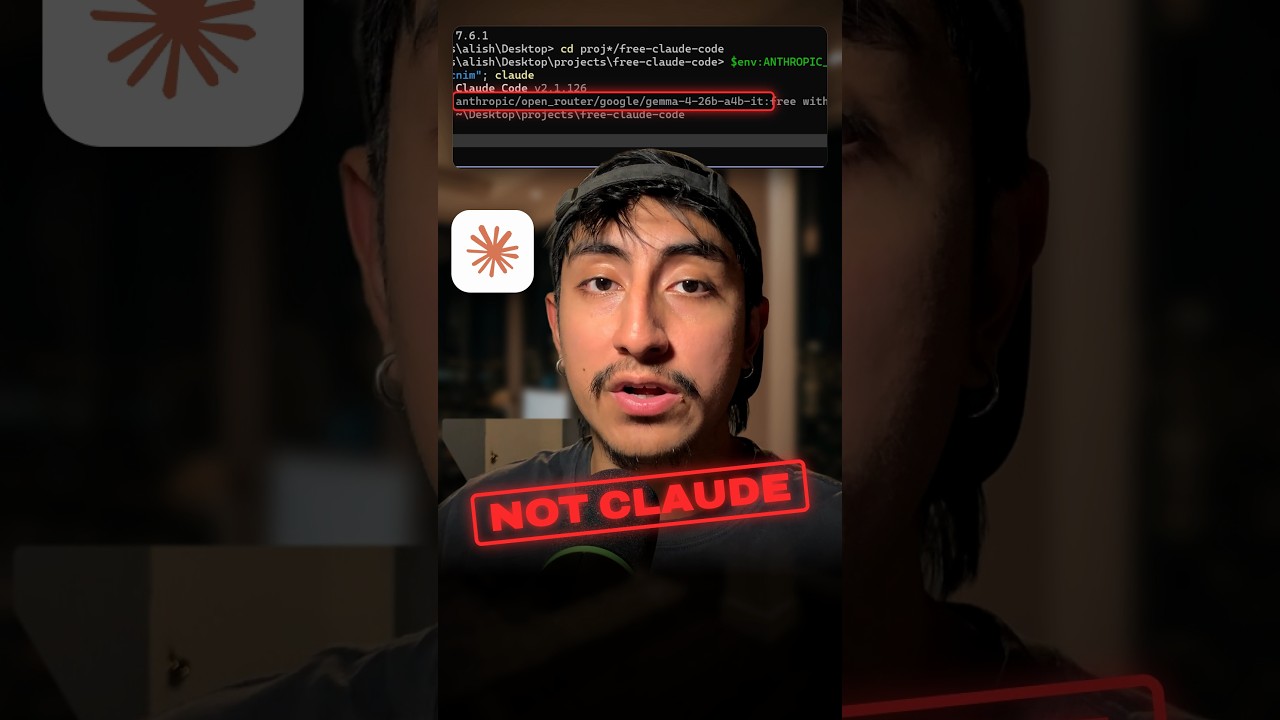 7.6.1
s\alish\Desktop> cd proj*/free-claude-code
s\alish\Desktop\projects\free-claude-code> $env:ANTHROPIC_
nim"; claude
Claude Code v2.1.126
anthropic/open_router/google/gemma-4-26b-a4b-it:free with
~\Desktop\projects\free-claude-code
NOT CLAUDE